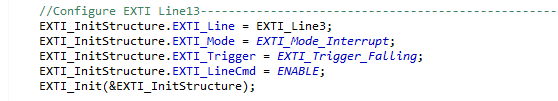 //Configure EXTI Line13-------------------------------------------------
EXTI_InitStructure.EXTI_Line = EXTI_Line3;
EXTI_InitStructure.EXTI_Mode = EXTI_Mode_Interrupt;
EXTI_InitStructure.EXTI_Trigger = EXTI_Trigger_Falling;
EXTI_InitStructure.EXTI_LineCmd = ENABLE;
EXTI_Init(&EXTI_InitStructure);